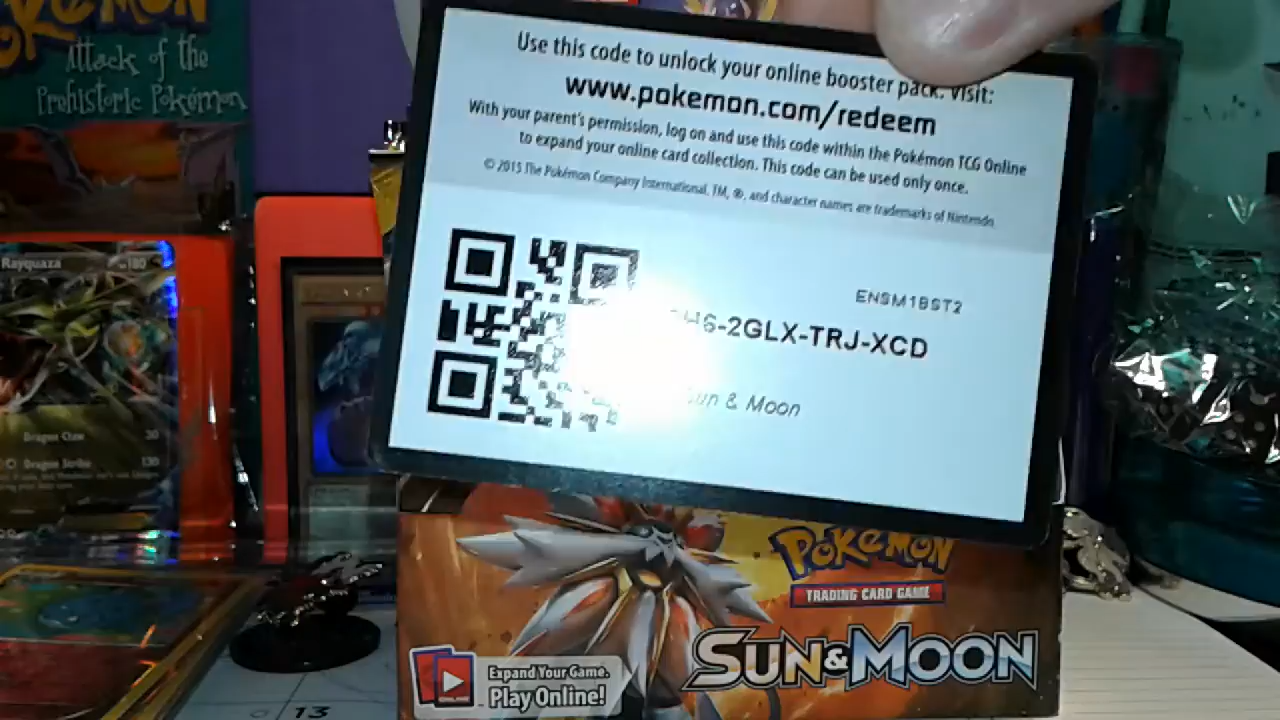 Attack of the
Prehistoric Pokémon
Use this code to unlock your online booster pack. Visit:
www.pokemon.com/redeem
With your parent's permission, log on and use this code within the Pokémon TCG Online
to expand your online card collection. This code can be used only once.
© 2015 The Pokémon Company International. TM, ®, and character names are trademarks of Nintendo
ENSM1BST2
-2GLX-TRJ-XCD
Sun & Moon
Rayquaza
180
Dragon Claw 30
Dragon Strike 130
POKéMON
TRADING CARD GAME
SUN & MOON
EXPAND YOUR GAME.
Play Online!
13